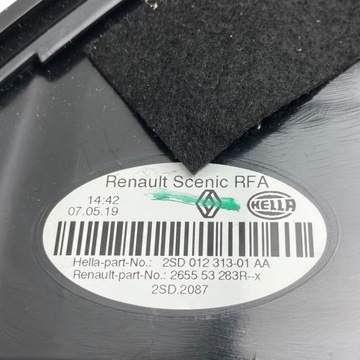 Renault Scenic RFA
14:42
07.05.19
HELLA
Hella-part-No.: 2SD 012 313-01 AA
Renault-part-No.: 2655 53 283R--x
2SD.2087